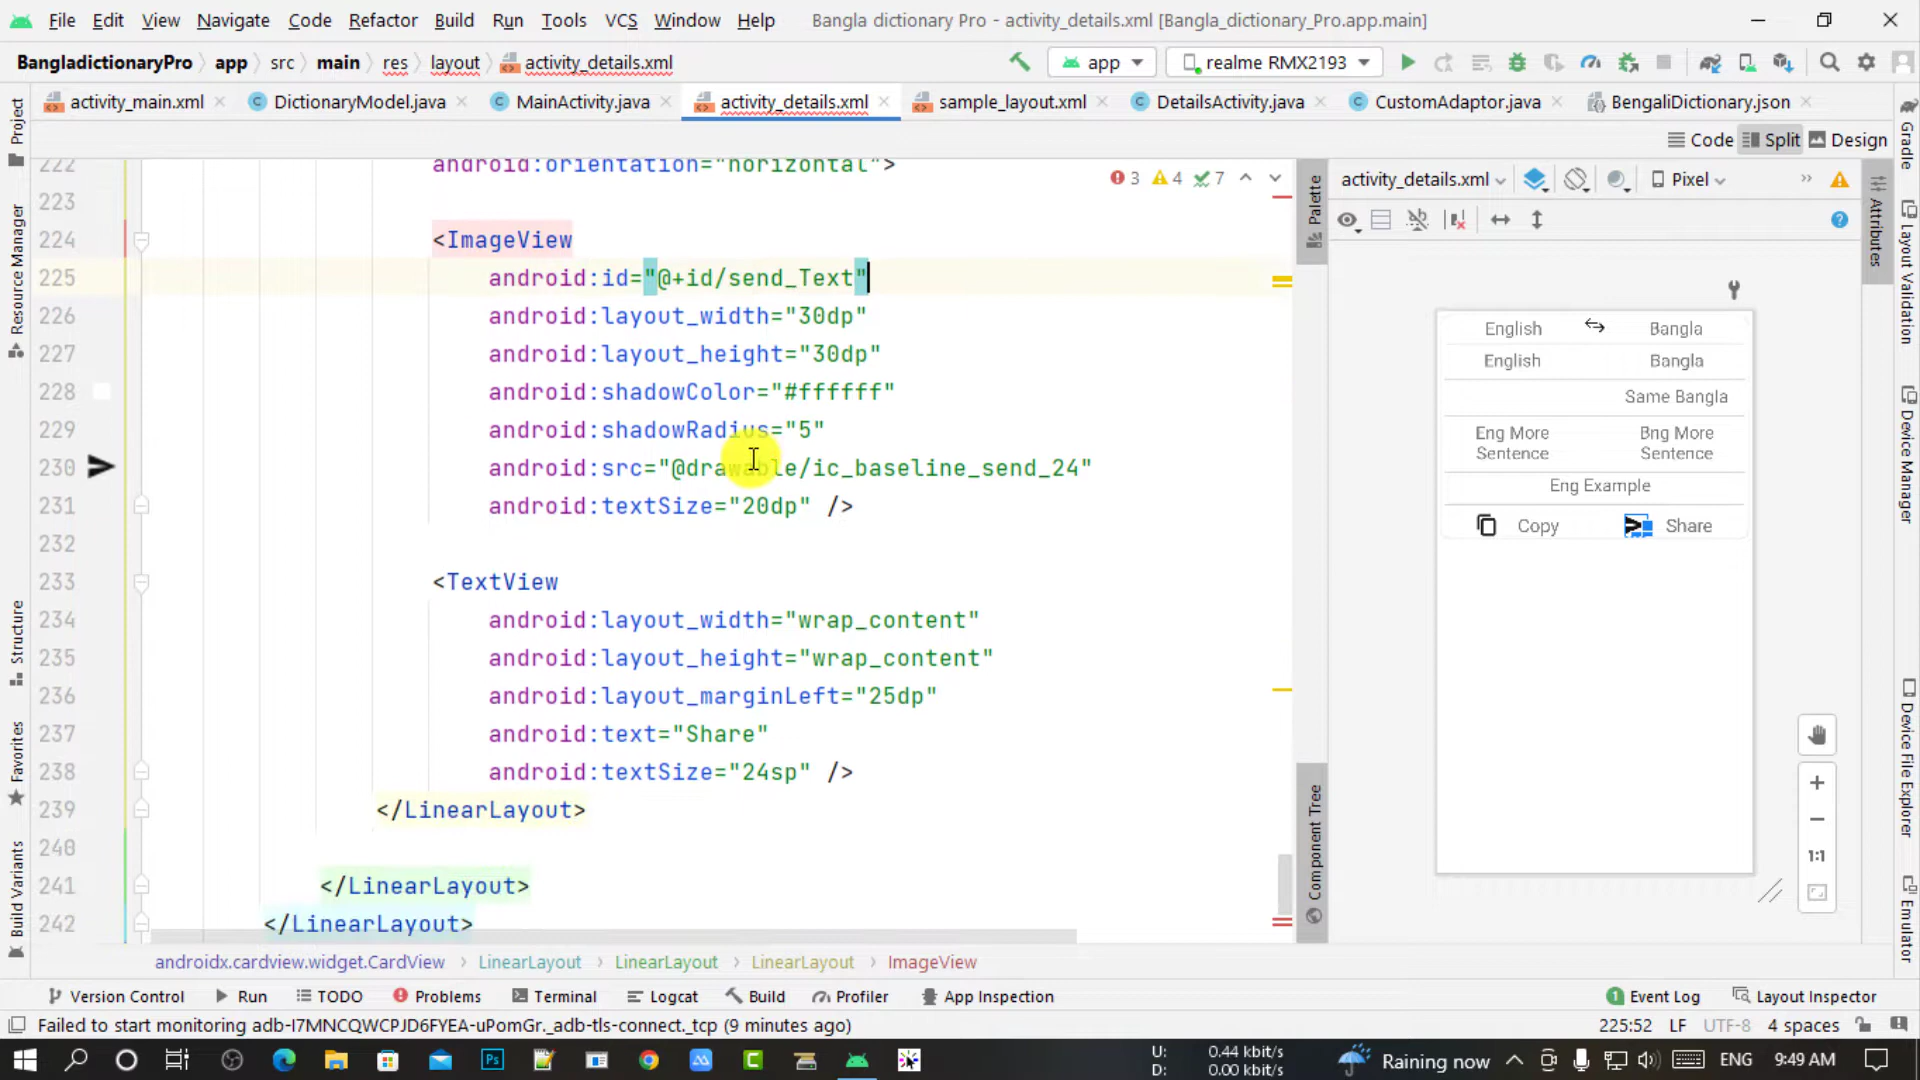 File Edit View Navigate Code Refactor Build Run Tools VCS Window Help Bangla dictionary Pro - activity_details.xml [Bangla_dictionary_Pro.app.main]
BangladictionaryPro app src main res layout activity_details.xml app realme RMX2193
activity_main.xml DictionaryModel.java MainActivity.java activity_details.xml sample_layout.xml DetailsActivity.java CustomAdaptor.java BengaliDictionary.json
Code Split Design
222 android:orientation="horizontal">
3 4 7
223
224 <ImageView
225 android:id="@+id/send_Text"
226 android:layout_width="30dp"
227 android:layout_height="30dp"
228 android:shadowColor="#ffffff"
229 android:shadowRadius="5"
230 android:src="@drawable/ic_baseline_send_24"
231 android:textSize="20dp" />
232
233 <TextView
234 android:layout_width="wrap_content"
235 android:layout_height="wrap_content"
236 android:layout_marginLeft="25dp"
237 android:text="Share"
238 android:textSize="24sp" />
239 </LinearLayout>
240
241 </LinearLayout>
242 </LinearLayout>
androidx.cardview.widget.CardView LinearLayout LinearLayout LinearLayout ImageView
Project
Resource Manager
Structure
Favorites
Build Variants
Palette
Component Tree
activity_details.xml Pixel
English Bangla
English Bangla
Same Bangla
Eng More Bng More
Sentence Sentence
Eng Example
Copy Share
1:1
Attributes
Gradle
Layout Validation
Device Manager
Device File Explorer
Emulator
Version Control Run TODO Problems Terminal Logcat Build Profiler App Inspection 1 Event Log Layout Inspector
Failed to start monitoring adb-I7MNCQWCPJD6FYEA-uPomGr._adb-tls-connect._tcp (9 minutes ago) 225:52 LF UTF-8 4 spaces
U: 0.44 kbit/s
D: 0.00 kbit/s
Raining now ENG 9:49 AM